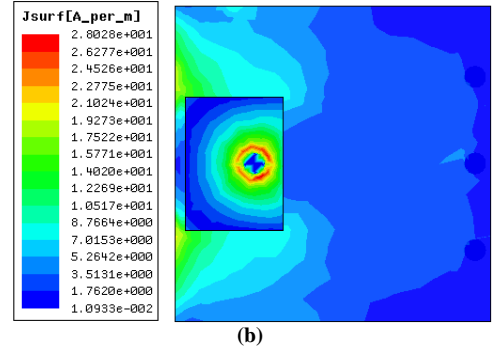 Jsurf[A_per_m]
2.8028e+001
2.6277e+001
2.4526e+001
2.2775e+001
2.1024e+001
1.9273e+001
1.7522e+001
1.5771e+001
1.4020e+001
1.2269e+001
1.0517e+001
8.7664e+000
7.0153e+000
5.2642e+000
3.5131e+000
1.7620e+000
1.0933e-002
(b)